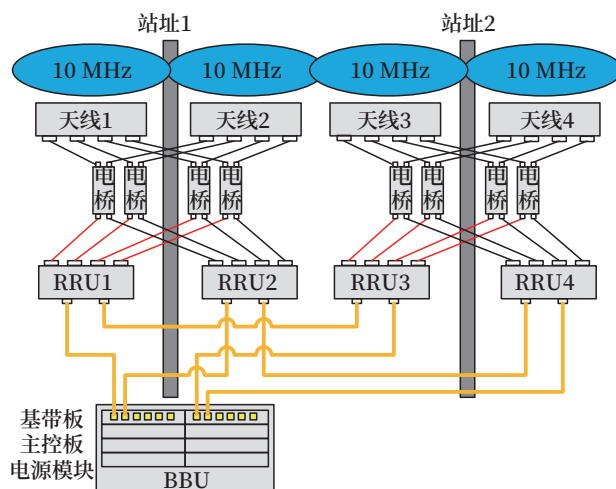 站址1 站址2
10 MHz 10 MHz 10 MHz 10 MHz
天线1 天线2 天线3 天线4
电桥 电桥 电桥 电桥 电桥 电桥 电桥 电桥
RRU1 RRU2 RRU3 RRU4
基带板
主控板
电源模块
BBU